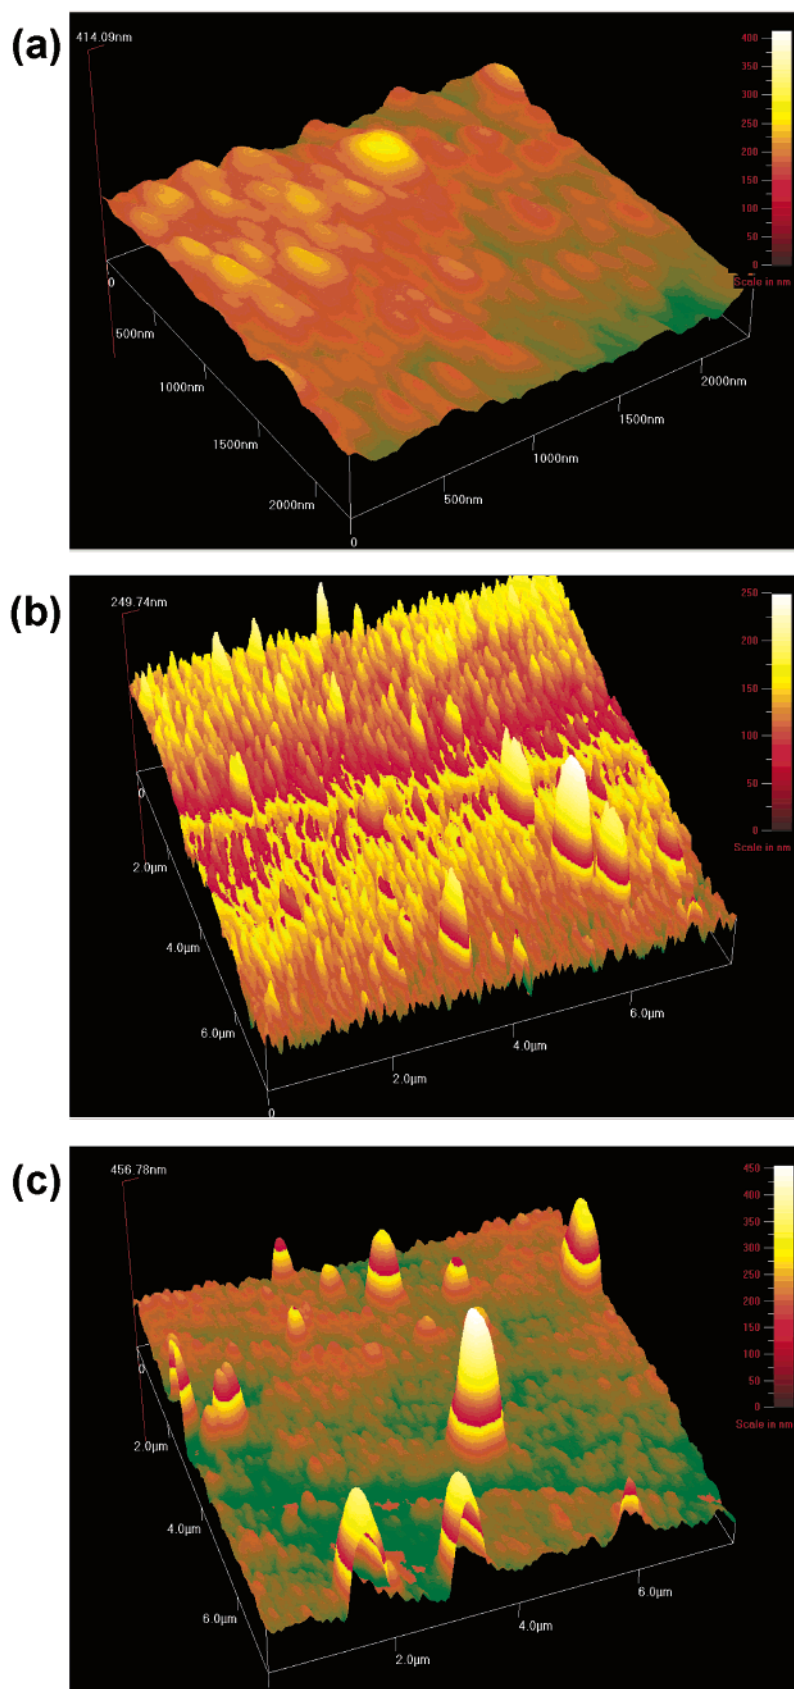 (a)
414.09nm
400
350
300
250
200
150
100
50
0
Scale in nm
0
500nm
1000nm
1500nm
2000nm
0
500nm
1000nm
1500nm
2000nm
(b)
249.74nm
250
200
150
100
50
0
Scale in nm
0
2.0µm
4.0µm
6.0µm
0
2.0µm
4.0µm
6.0µm
(c)
456.78nm
450
400
350
300
250
200
150
100
50
0
Scale in nm
0
2.0µm
4.0µm
6.0µm
2.0µm
4.0µm
6.0µm